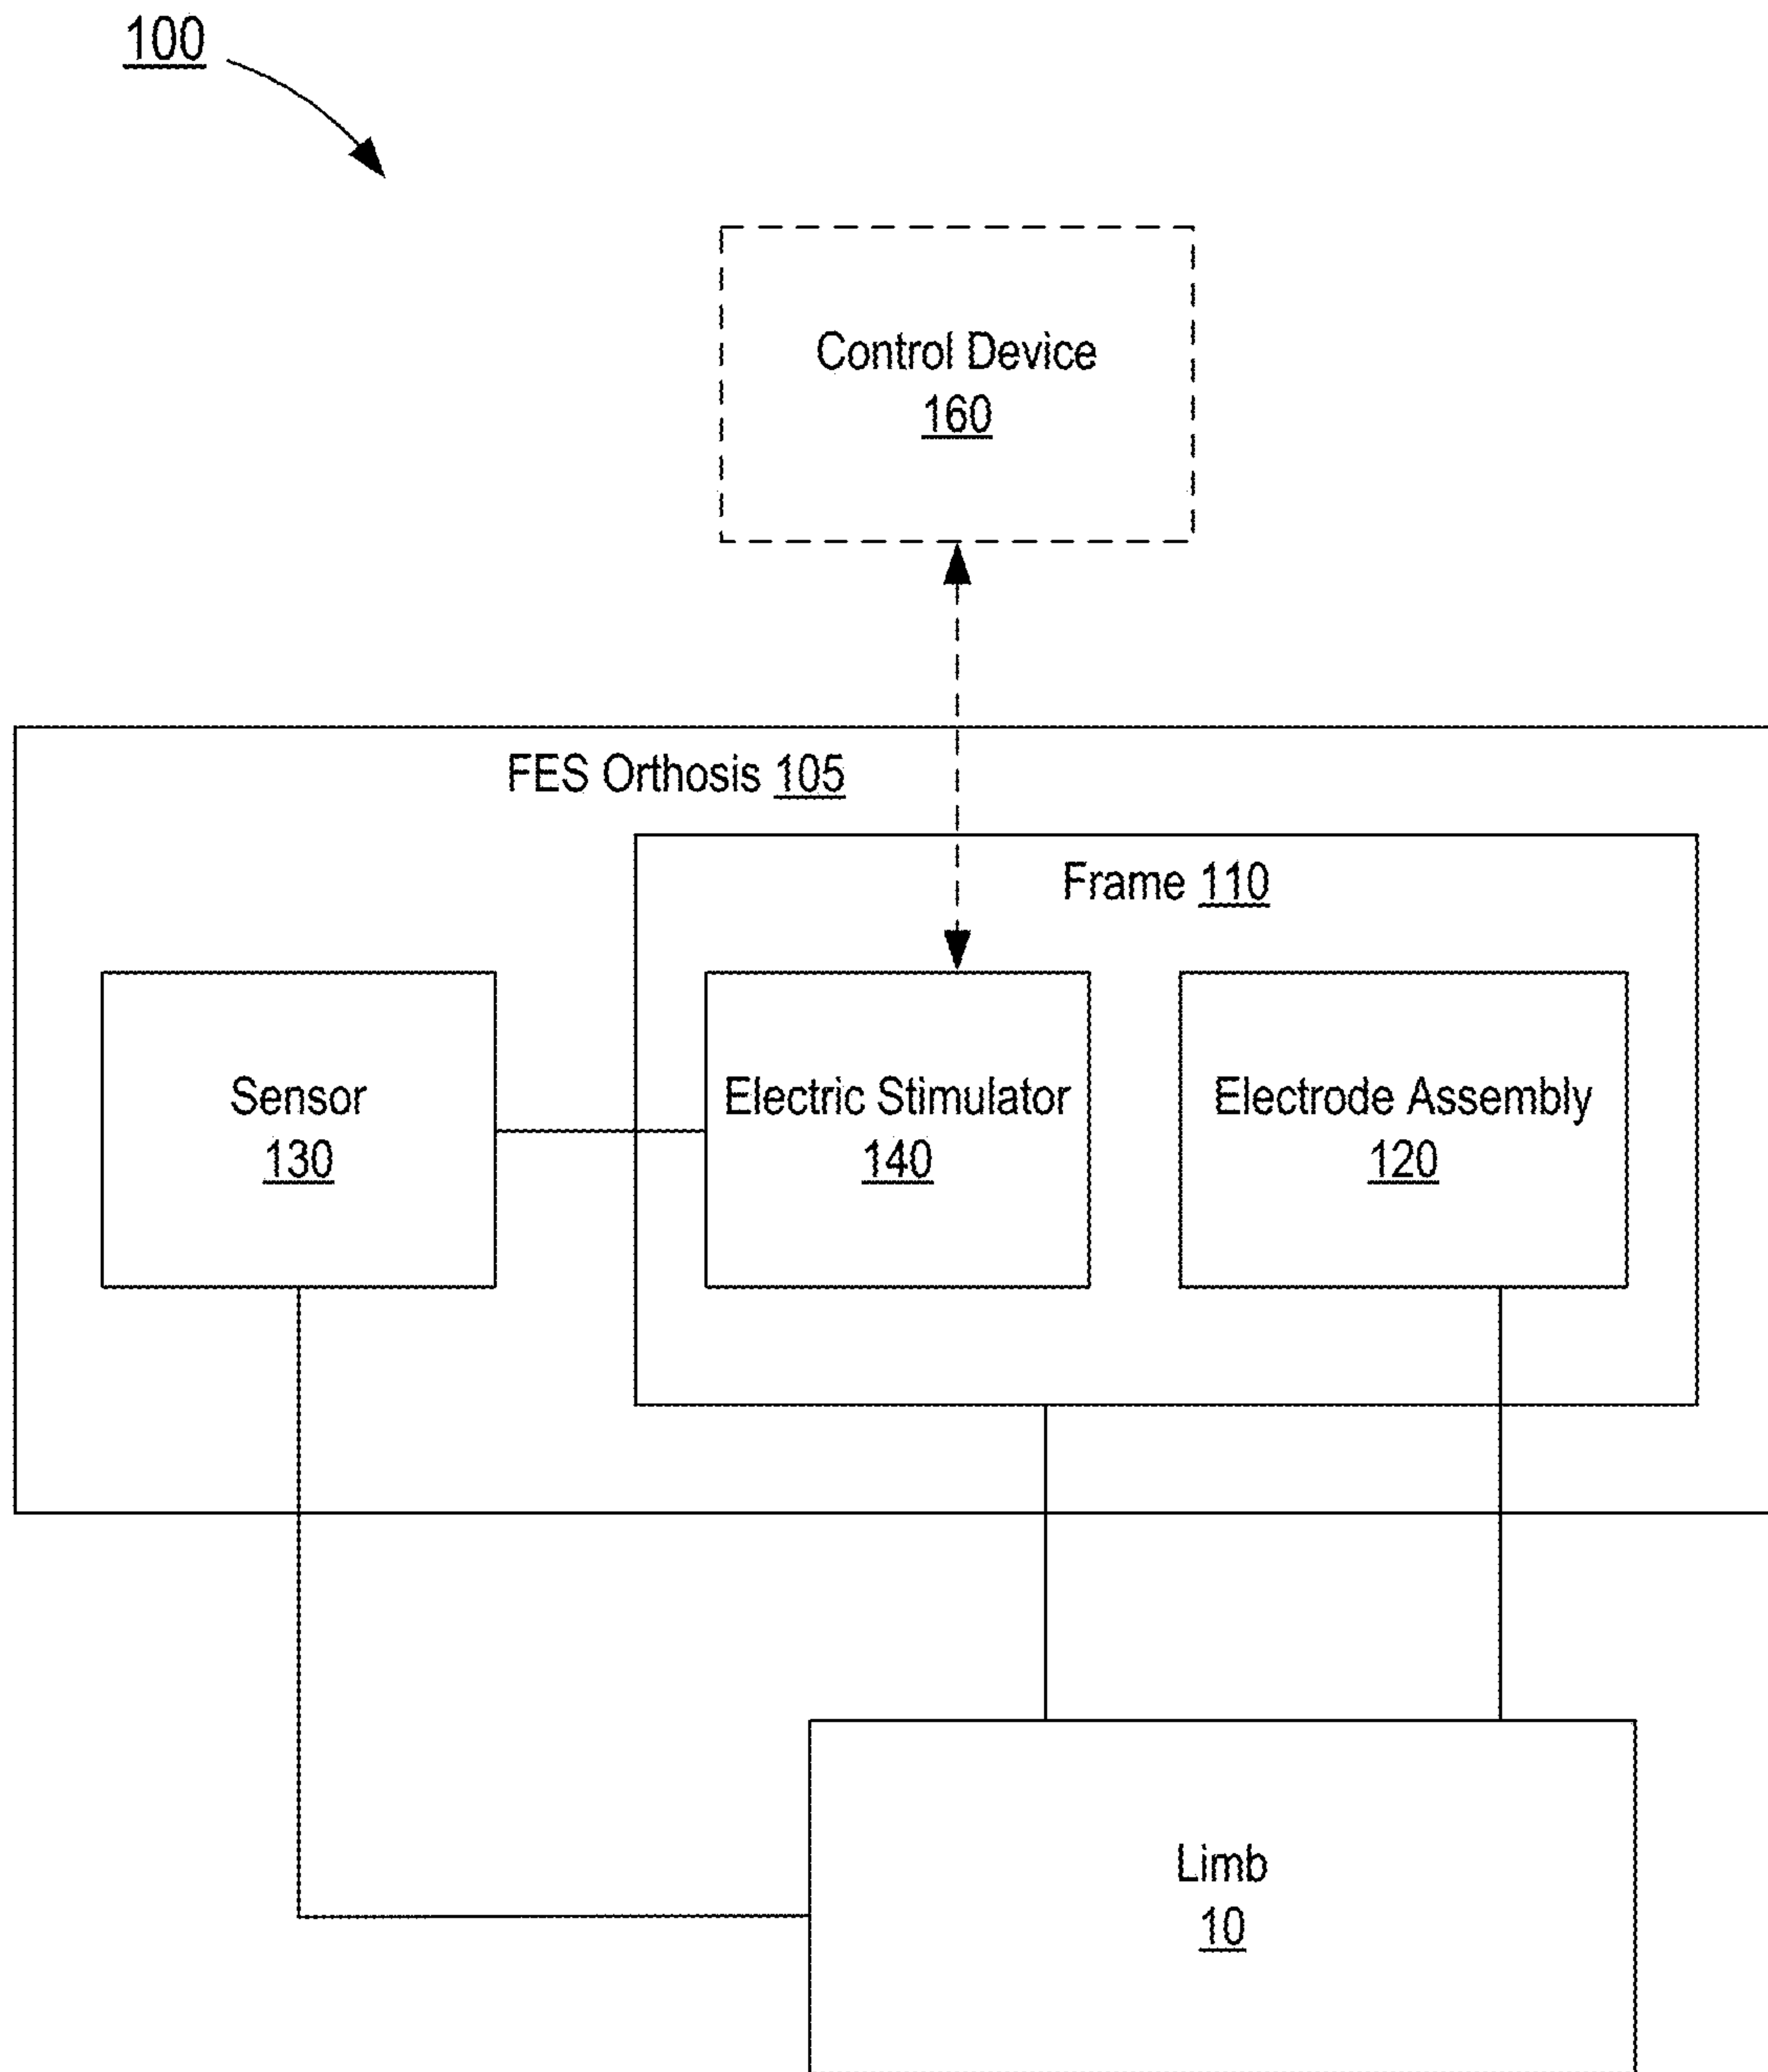 100
Control Device
160
FES Orthosis 105
Frame 110
Sensor
130
Electric Stimulator
140
Electrode Assembly
120
Limb
10